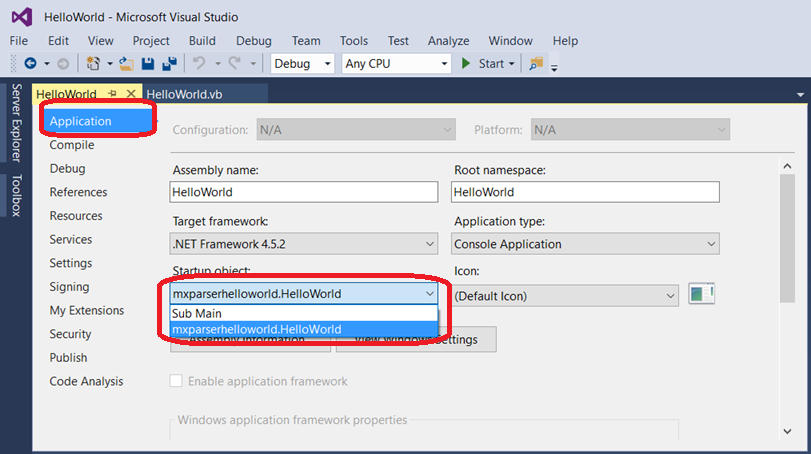 HelloWorld - Microsoft Visual Studio
File Edit View Project Build Debug Team Tools Test Analyze Window Help
Debug Any CPU Start
Server Explorer
Toolbox
HelloWorld HelloWorld.vb
Application
Compile
Debug
References
Resources
Services
Settings
Signing
My Extensions
Security
Publish
Code Analysis
Configuration: N/A Platform: N/A
Assembly name: Root namespace:
HelloWorld HelloWorld
Target framework: Application type:
.NET Framework 4.5.2 Console Application
Startup object: Icon:
mxparserhelloworld.HelloWorld (Default Icon)
Sub Main
mxparserhelloworld.HelloWorld
Assembly Information... View Windows Settings
Enable application framework
Windows application framework properties